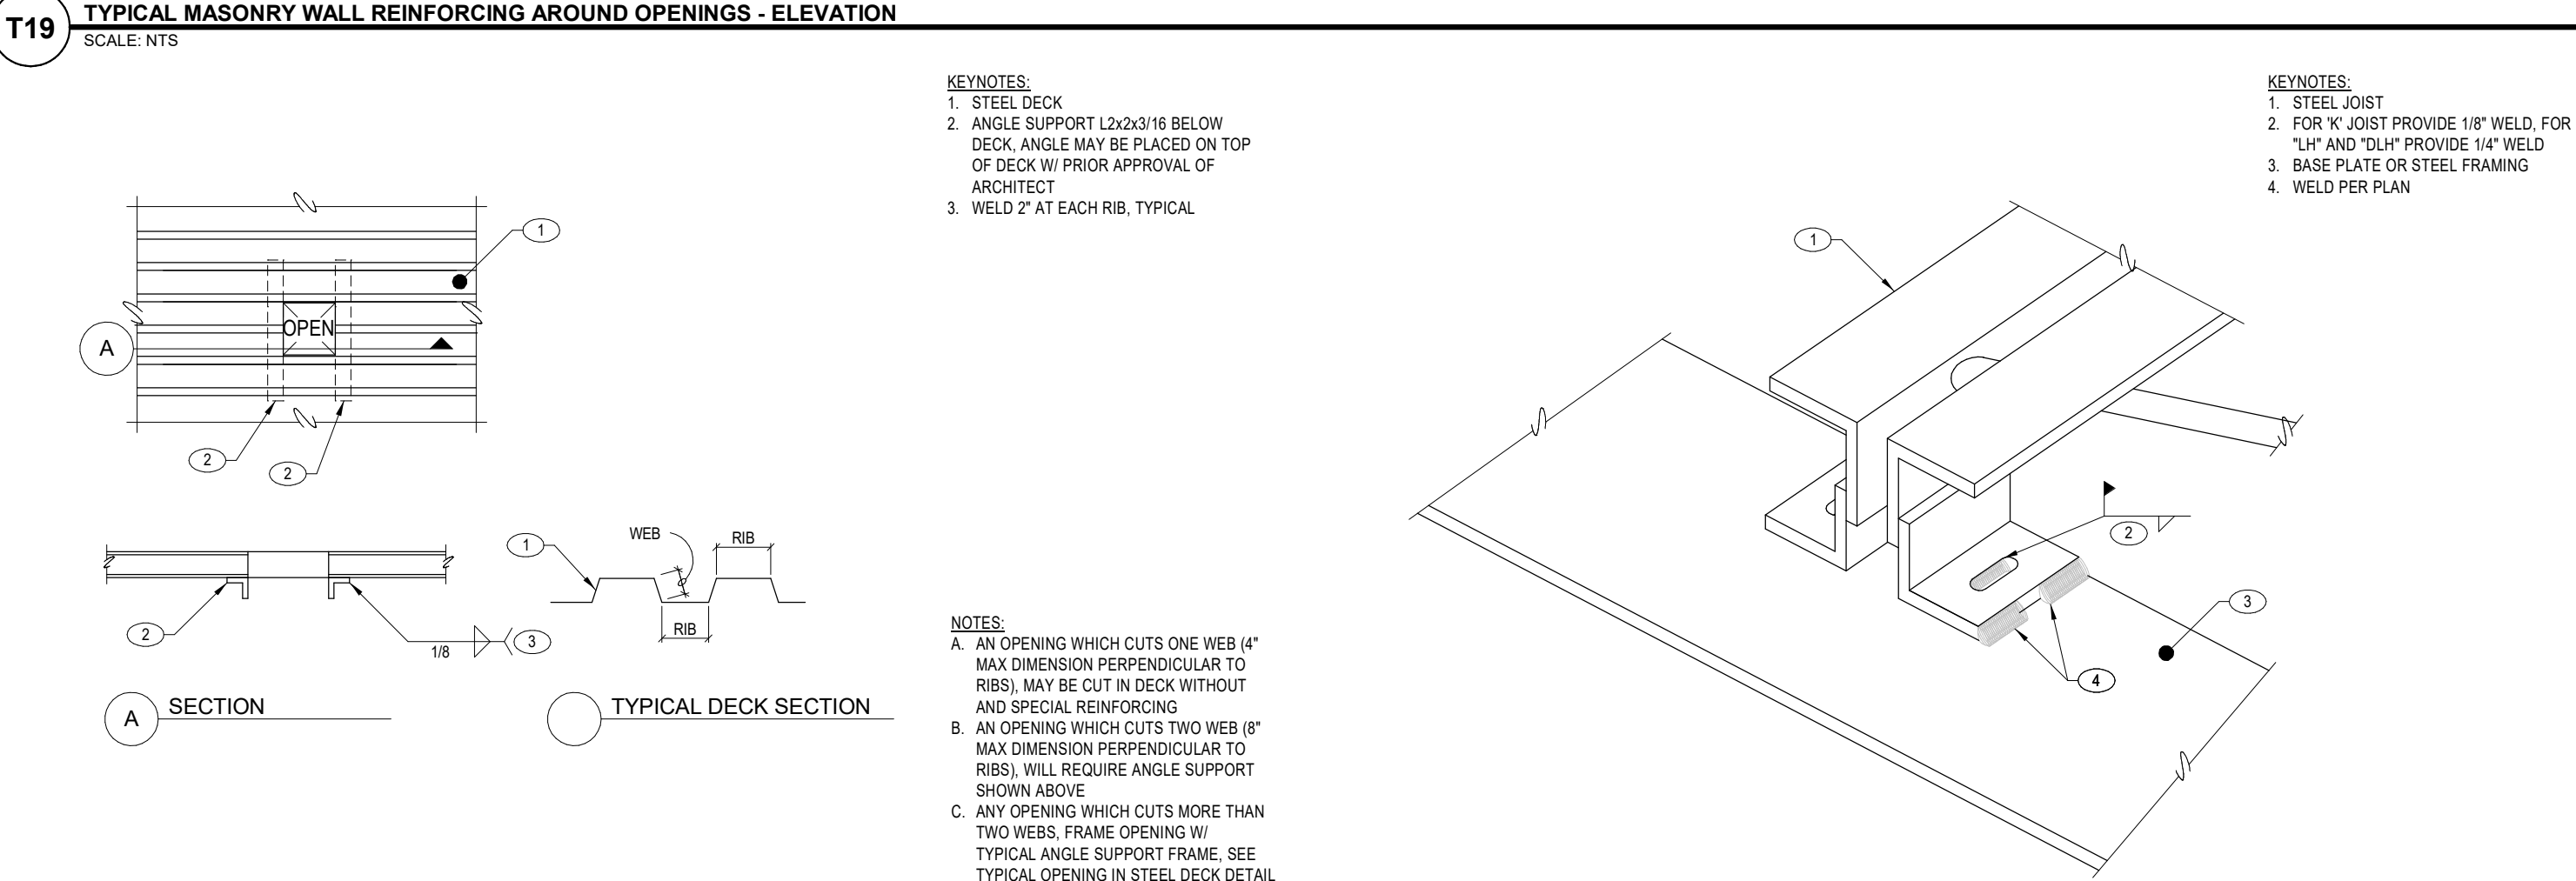 T19
TYPICAL MASONRY WALL REINFORCING AROUND OPENINGS - ELEVATION
SCALE: NTS
KEYNOTES:
1. STEEL DECK
2. ANGLE SUPPORT L2x2x3/16 BELOW
DECK, ANGLE MAY BE PLACED ON TOP
OF DECK W/ PRIOR APPROVAL OF
ARCHITECT
3. WELD 2" AT EACH RIB, TYPICAL
1
OPEN
A
2
2
1
WEB
RIB
RIB
2
1/8
3
A
SECTION
TYPICAL DECK SECTION
NOTES:
A. AN OPENING WHICH CUTS ONE WEB (4"
MAX DIMENSION PERPENDICULAR TO
RIBS), MAY BE CUT IN DECK WITHOUT
AND SPECIAL REINFORCING
B. AN OPENING WHICH CUTS TWO WEB (8"
MAX DIMENSION PERPENDICULAR TO
RIBS), WILL REQUIRE ANGLE SUPPORT
SHOWN ABOVE
C. ANY OPENING WHICH CUTS MORE THAN
TWO WEBS, FRAME OPENING W/
TYPICAL ANGLE SUPPORT FRAME, SEE
TYPICAL OPENING IN STEEL DECK DETAIL
KEYNOTES:
1. STEEL JOIST
2. FOR 'K' JOIST PROVIDE 1/8" WELD, FOR
"LH" AND "DLH" PROVIDE 1/4" WELD
3. BASE PLATE OR STEEL FRAMING
4. WELD PER PLAN
1
2
3
4